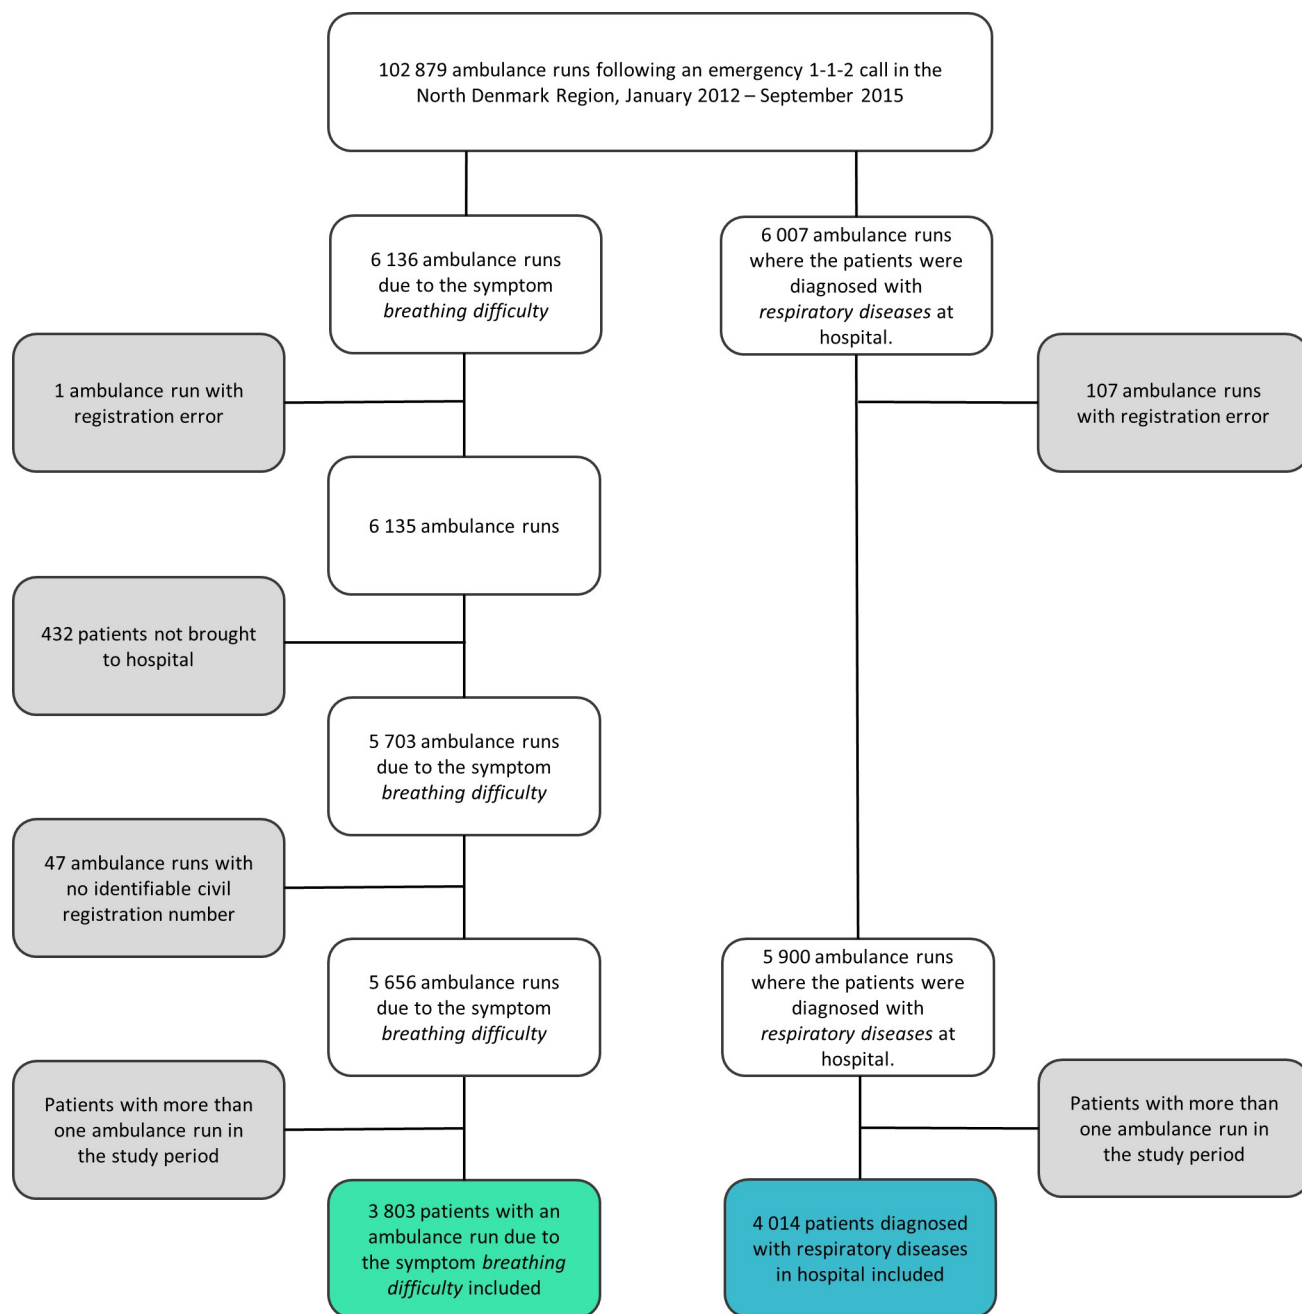 102 879 ambulance runs following an emergency 1-1-2 call in the
North Denmark Region, January 2012 – September 2015
6 136 ambulance runs
due to the symptom
breathing difficulty
6 007 ambulance runs
where the patients were
diagnosed with
respiratory diseases at
hospital.
1 ambulance run with
registration error
107 ambulance runs
with registration error
6 135 ambulance runs
432 patients not brought
to hospital
5 703 ambulance runs
due to the symptom
breathing difficulty
47 ambulance runs with
no identifiable civil
registration number
5 656 ambulance runs
due to the symptom
breathing difficulty
5 900 ambulance runs
where the patients were
diagnosed with
respiratory diseases at
hospital.
Patients with more than
one ambulance run in
the study period
Patients with more than
one ambulance run in
the study period
3 803 patients with an
ambulance run due to
the symptom breathing
difficulty included
4 014 patients diagnosed
with respiratory diseases
in hospital included